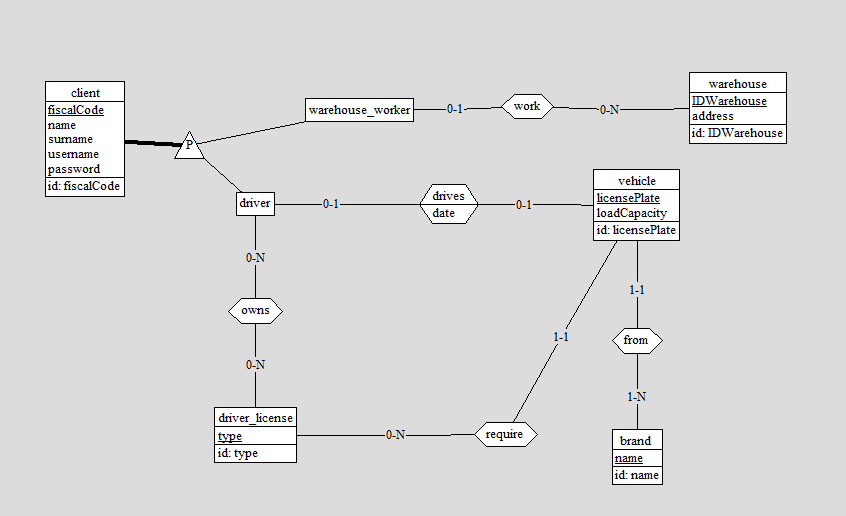 client
fiscalCode
name
surname
username
password
id: fiscalCode
P
warehouse_worker
0-1
work
0-N
warehouse
IDWarehouse
address
id: IDWarehouse
driver
0-1
drives
date
0-1
vehicle
licensePlate
loadCapacity
id: licensePlate
0-N
owns
0-N
driver_license
type
id: type
0-N
require
1-1
1-1
from
1-N
brand
name
id: name